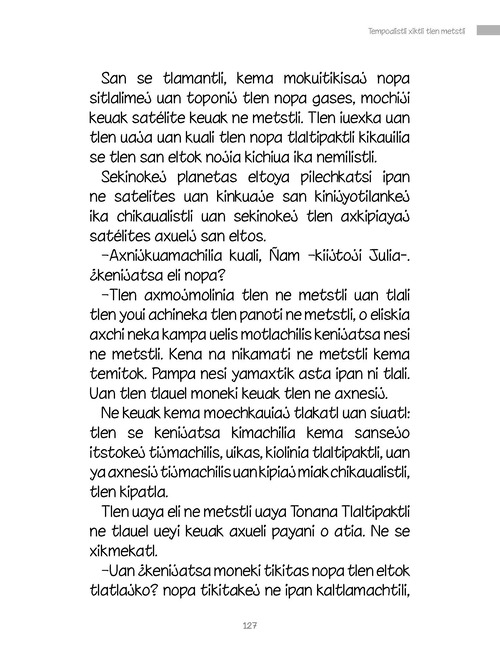 Tempoalistli xiktli tlen metstli
San se tlamantli, kema mokuitikisaj nopa
sitlalimej uan toponij tlen nopa gases, mochiji
keuak satélite keuak ne metstli. Tlen iuexka uan
tlen uaja uan kuali tlen nopa tlaltipaktli kikauilia
se tlen san eltok nojia kichiua ika nemilistli.
Sekinokej planetas eltoya pilechkatsi ipan
ne satelites uan kinkuaje san kinijyotilankej
ika chikaualistli uan sekinokej tlen axkipiayaj
satélites axuelj san eltos.
–Axnijkuamachilia kuali, Ñam –kiijtoji Julia–.
¿kenijatsa eli nopa?
–Tlen axmojmolinia tlen ne metstli uan tlali
tlen youi achineka tlen panoti ne metstli, o eliskia
axchi neka kampa uelis motlachilis kenijatsa nesi
ne metstli. Kena na nikamati ne metstli kema
temitok. Pampa nesi yamaxtik asta ipan ni tlali.
Uan tlen tlauel moneki keuak tlen ne axnesij.
Ne keuak kema moechkauiaj tlakatl uan siuatl:
tlen se kenijatsa kimachilia kema sansejo
itstokej tijmachilis, uikas, kiolinia tlaltipaktli, uan
ya axnesij tijmachilis uan kipiaj miak chikaualistli,
tlen kipatla.
Tlen uaya eli ne metstli uaya Tonana Tlaltipaktli
ne tlauel ueyi keuak axueli payani o atia. Ne se
xikmekatl.
–Uan ¿kenijatsa moneki tikitas nopa tlen eltok
tlatlajko? nopa tikitakej ne ipan kaltlamachtili,
127